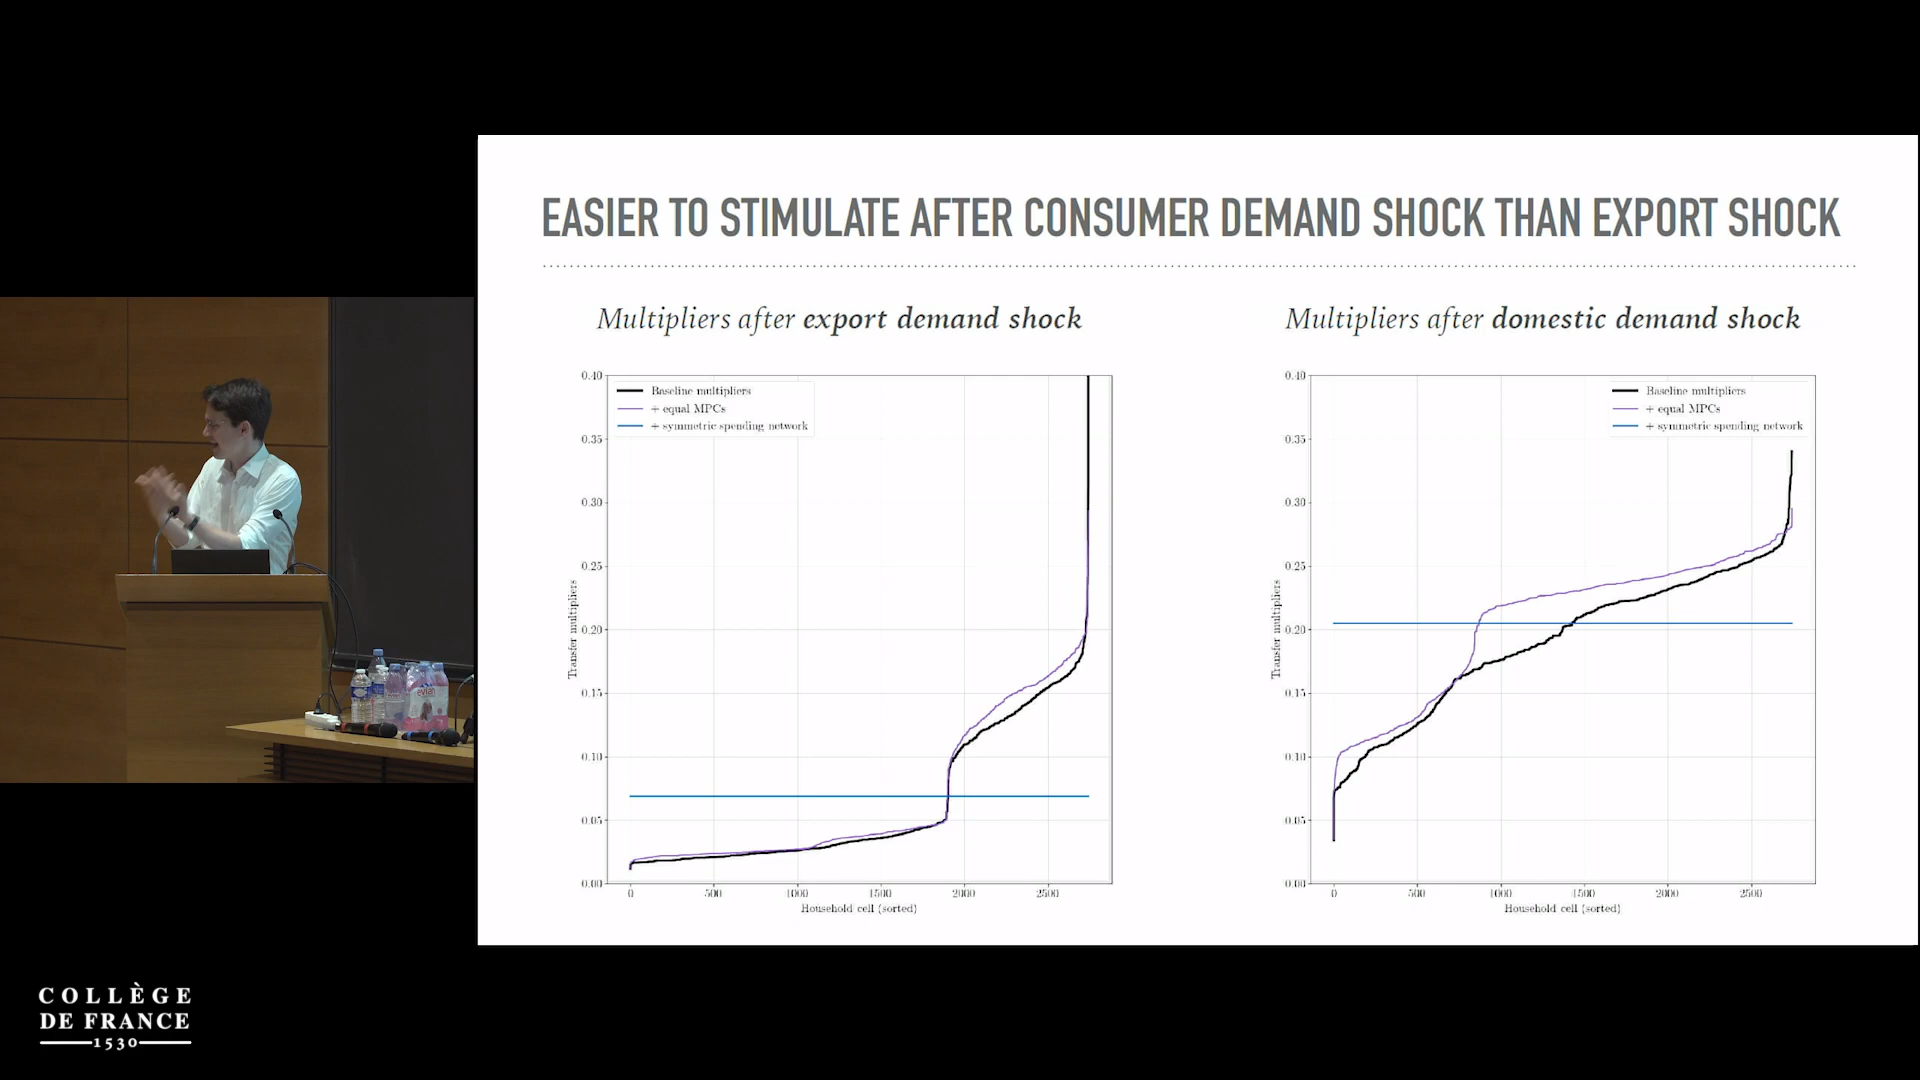 EASIER TO STIMULATE AFTER CONSUMER DEMAND SHOCK THAN EXPORT SHOCK
Multipliers after export demand shock
0.40
0.35
0.30
0.25
0.20
0.15
0.10
0.05
0.00
Transfer multipliers
Baseline multipliers
+ equal MPCs
+ symmetric spending network
0
500
1000
1500
2000
2500
Household cell (sorted)
Multipliers after domestic demand shock
0.40
0.35
0.30
0.25
0.20
0.15
0.10
0.05
0.00
Transfer multipliers
Baseline multipliers
+ equal MPCs
+ symmetric spending network
0
500
1000
1500
2000
2500
Household cell (sorted)
evian
COLLÈGE
DE FRANCE
1530